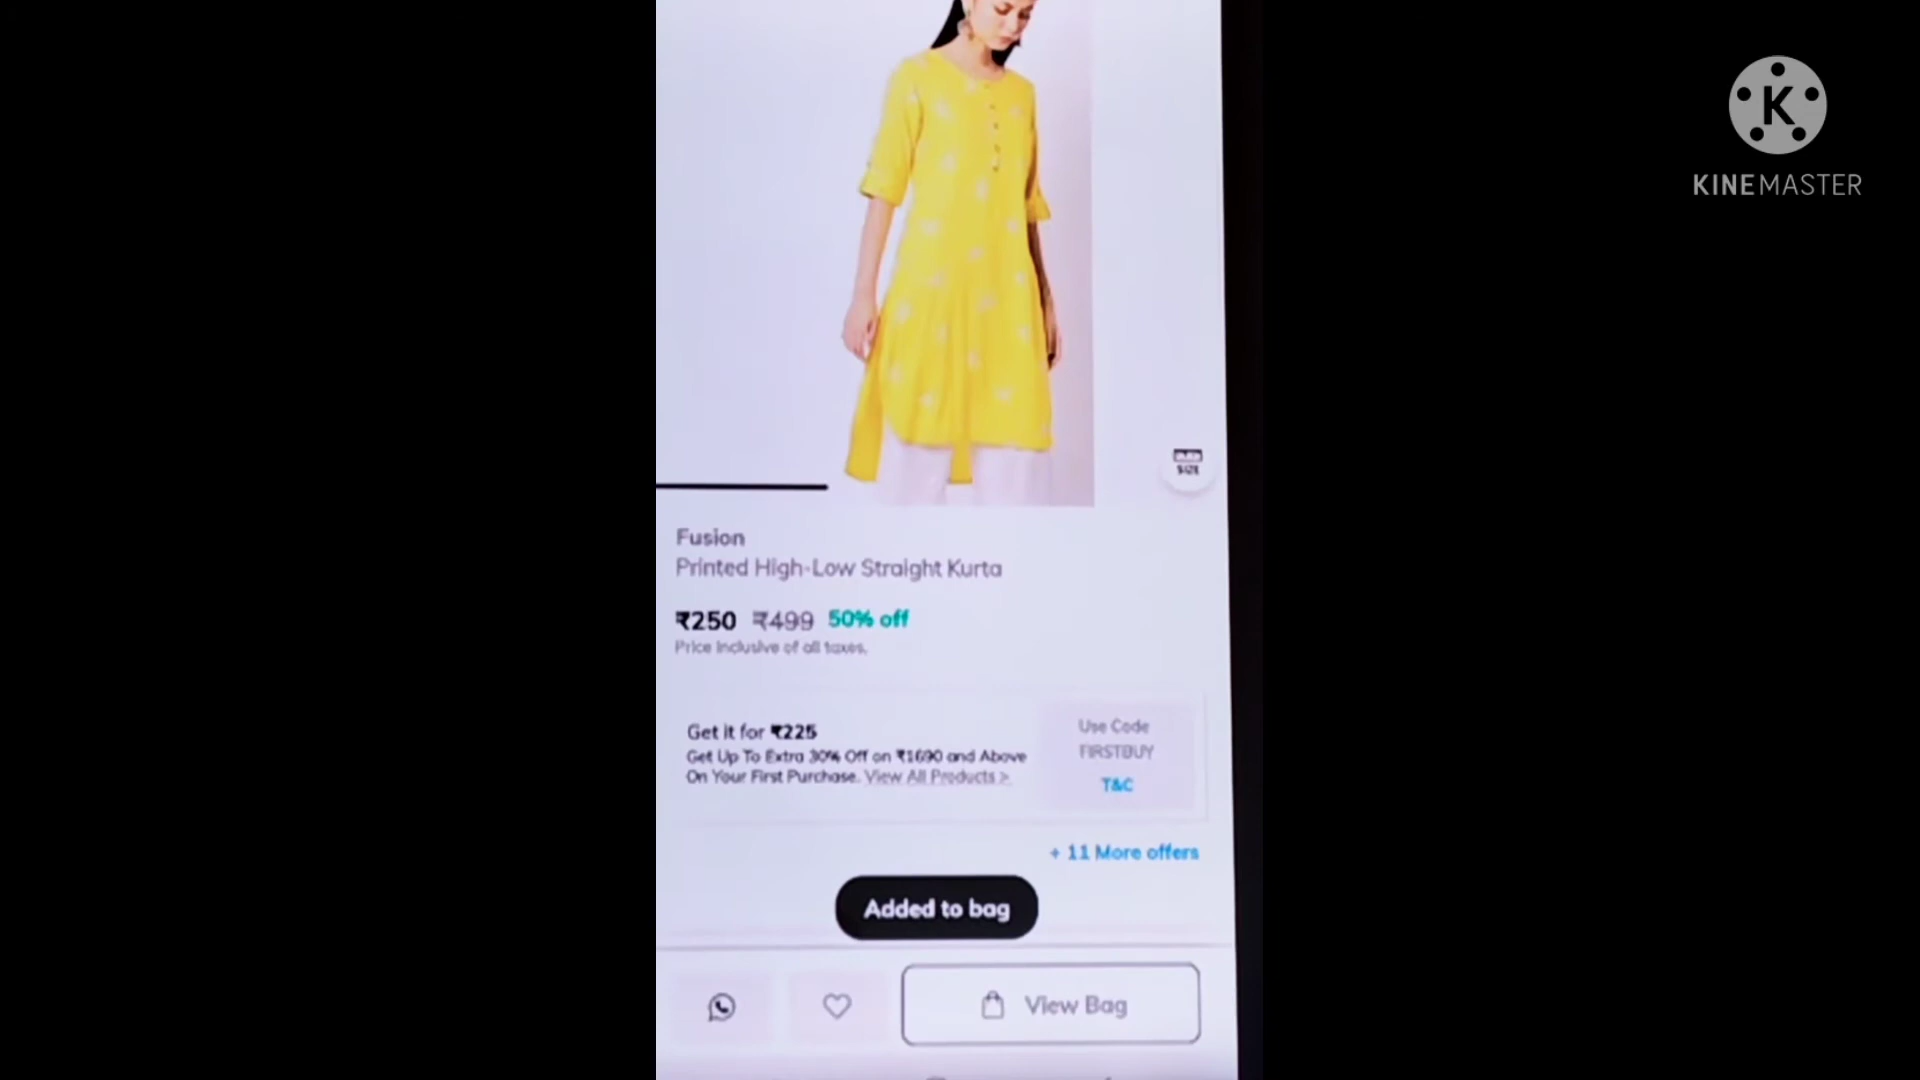 K
KINEMASTER
SIZE
Fusion
Printed High-Low Straight Kurta
₹250 ₹499 50% off
Price inclusive of all taxes.
Get it for ₹225
Get Up To Extra 30% Off on ₹1690 and Above
On Your First Purchase. View All Products >
Use Code
FIRSTBUY
T&C
+ 11 More offers
Added to bag
View Bag